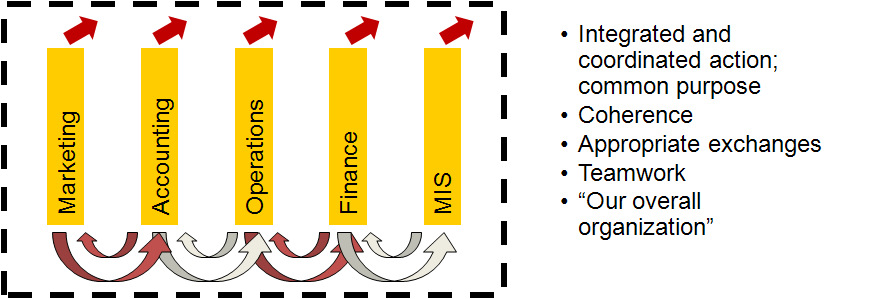 Marketing
Accounting
Operations
Finance
MIS
• Integrated and
coordinated action;
common purpose
• Coherence
• Appropriate exchanges
• Teamwork
• “Our overall
organization”